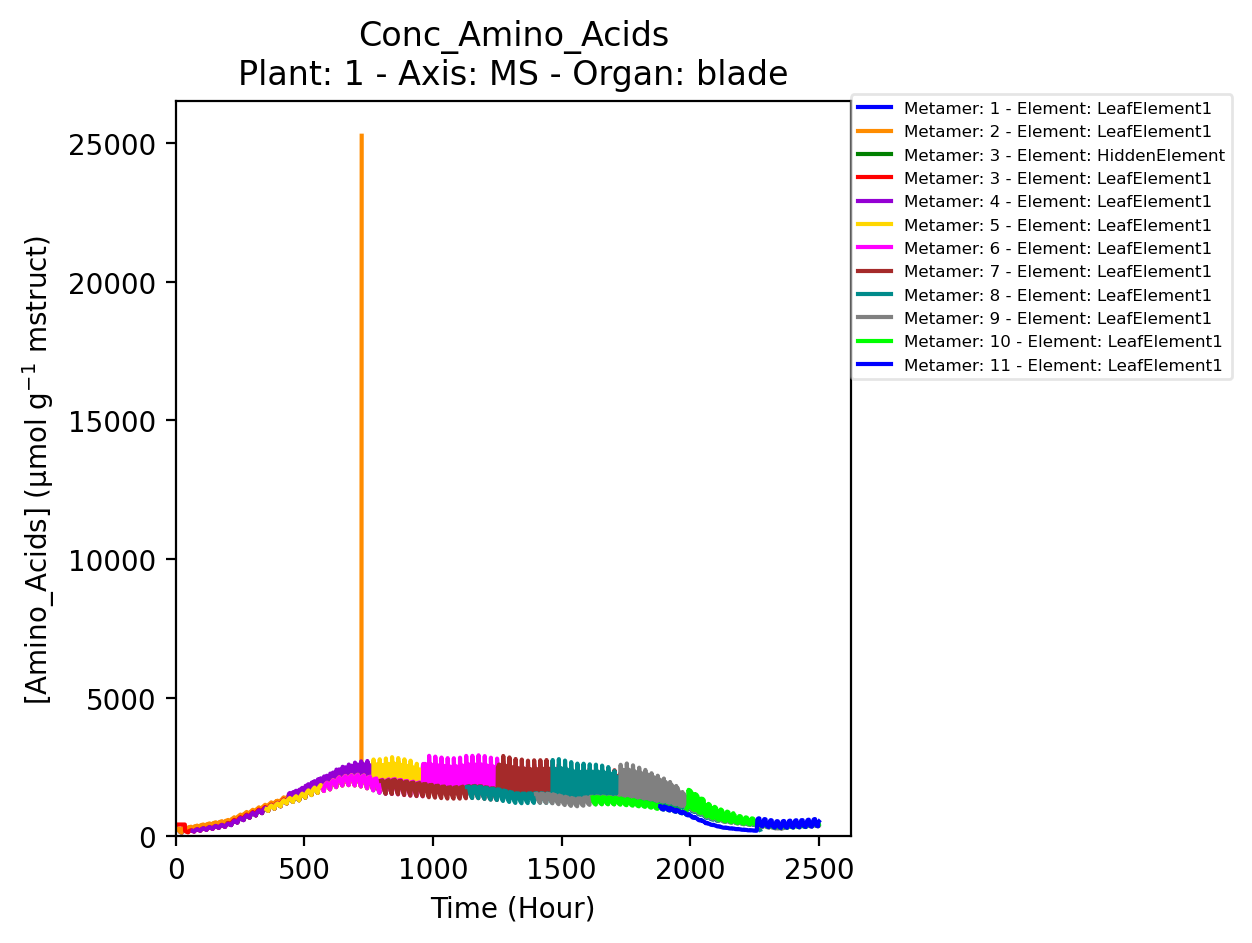 Conc_Amino_Acids
Plant: 1 - Axis: MS - Organ: blade
Metamer: 1 - Element: LeafElement1
Metamer: 2 - Element: LeafElement1
Metamer: 3 - Element: HiddenElement
Metamer: 3 - Element: LeafElement1
Metamer: 4 - Element: LeafElement1
Metamer: 5 - Element: LeafElement1
Metamer: 6 - Element: LeafElement1
Metamer: 7 - Element: LeafElement1
Metamer: 8 - Element: LeafElement1
Metamer: 9 - Element: LeafElement1
Metamer: 10 - Element: LeafElement1
Metamer: 11 - Element: LeafElement1
[Amino_Acids] (µmol g⁻¹ mstruct)
25000
20000
15000
10000
5000
0
0 500 1000 1500 2000 2500
Time (Hour)